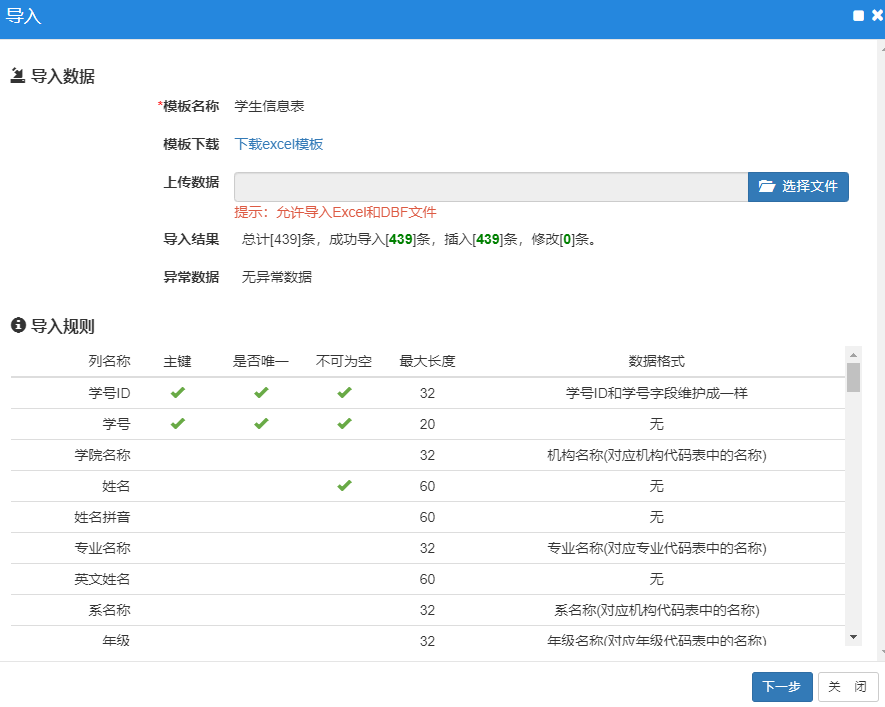 导入
导入数据
*模板名称 学生信息表
模板下载 下载excel模板
上传数据 选择文件
提示：允许导入Excel和DBF文件
导入结果 总计[439]条，成功导入[439]条，插入[439]条，修改[0]条。
异常数据 无异常数据
导入规则
列名称 主键 是否唯一 不可为空 最大长度 数据格式
学号ID 32 学号ID和学号字段维护成一样
学号 20 无
学院名称 32 机构名称(对应机构代码表中的名称)
姓名 60 无
姓名拼音 60 无
专业名称 32 专业名称(对应专业代码表中的名称)
英文姓名 60 无
系名称 32 系名称(对应机构代码表中的名称)
年级 32 年级名称(对应年级代码表中的名称)
下一步 关 闭